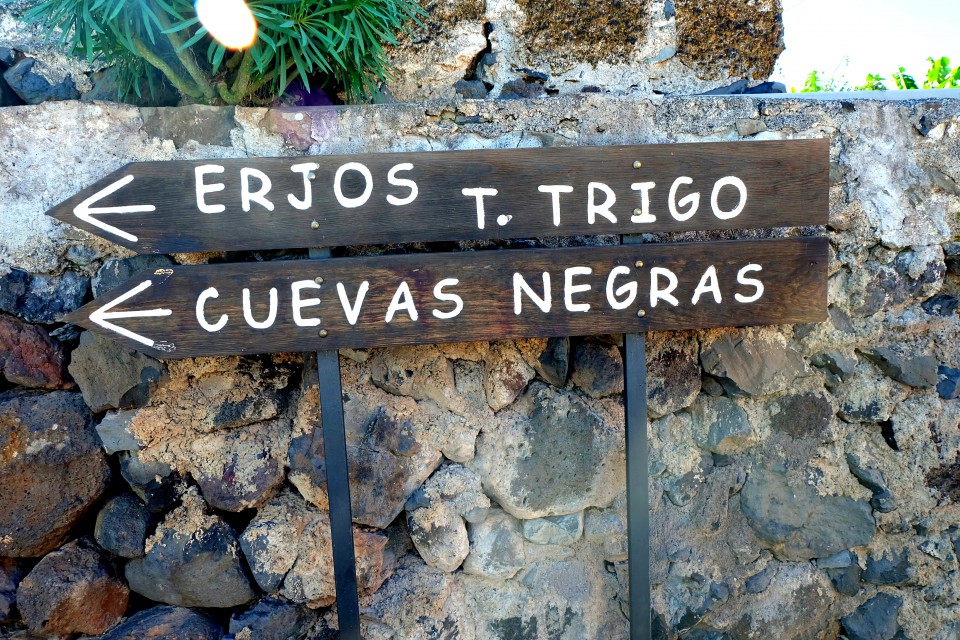 ERJOS T. TRIGO
CUEVAS NEGRAS